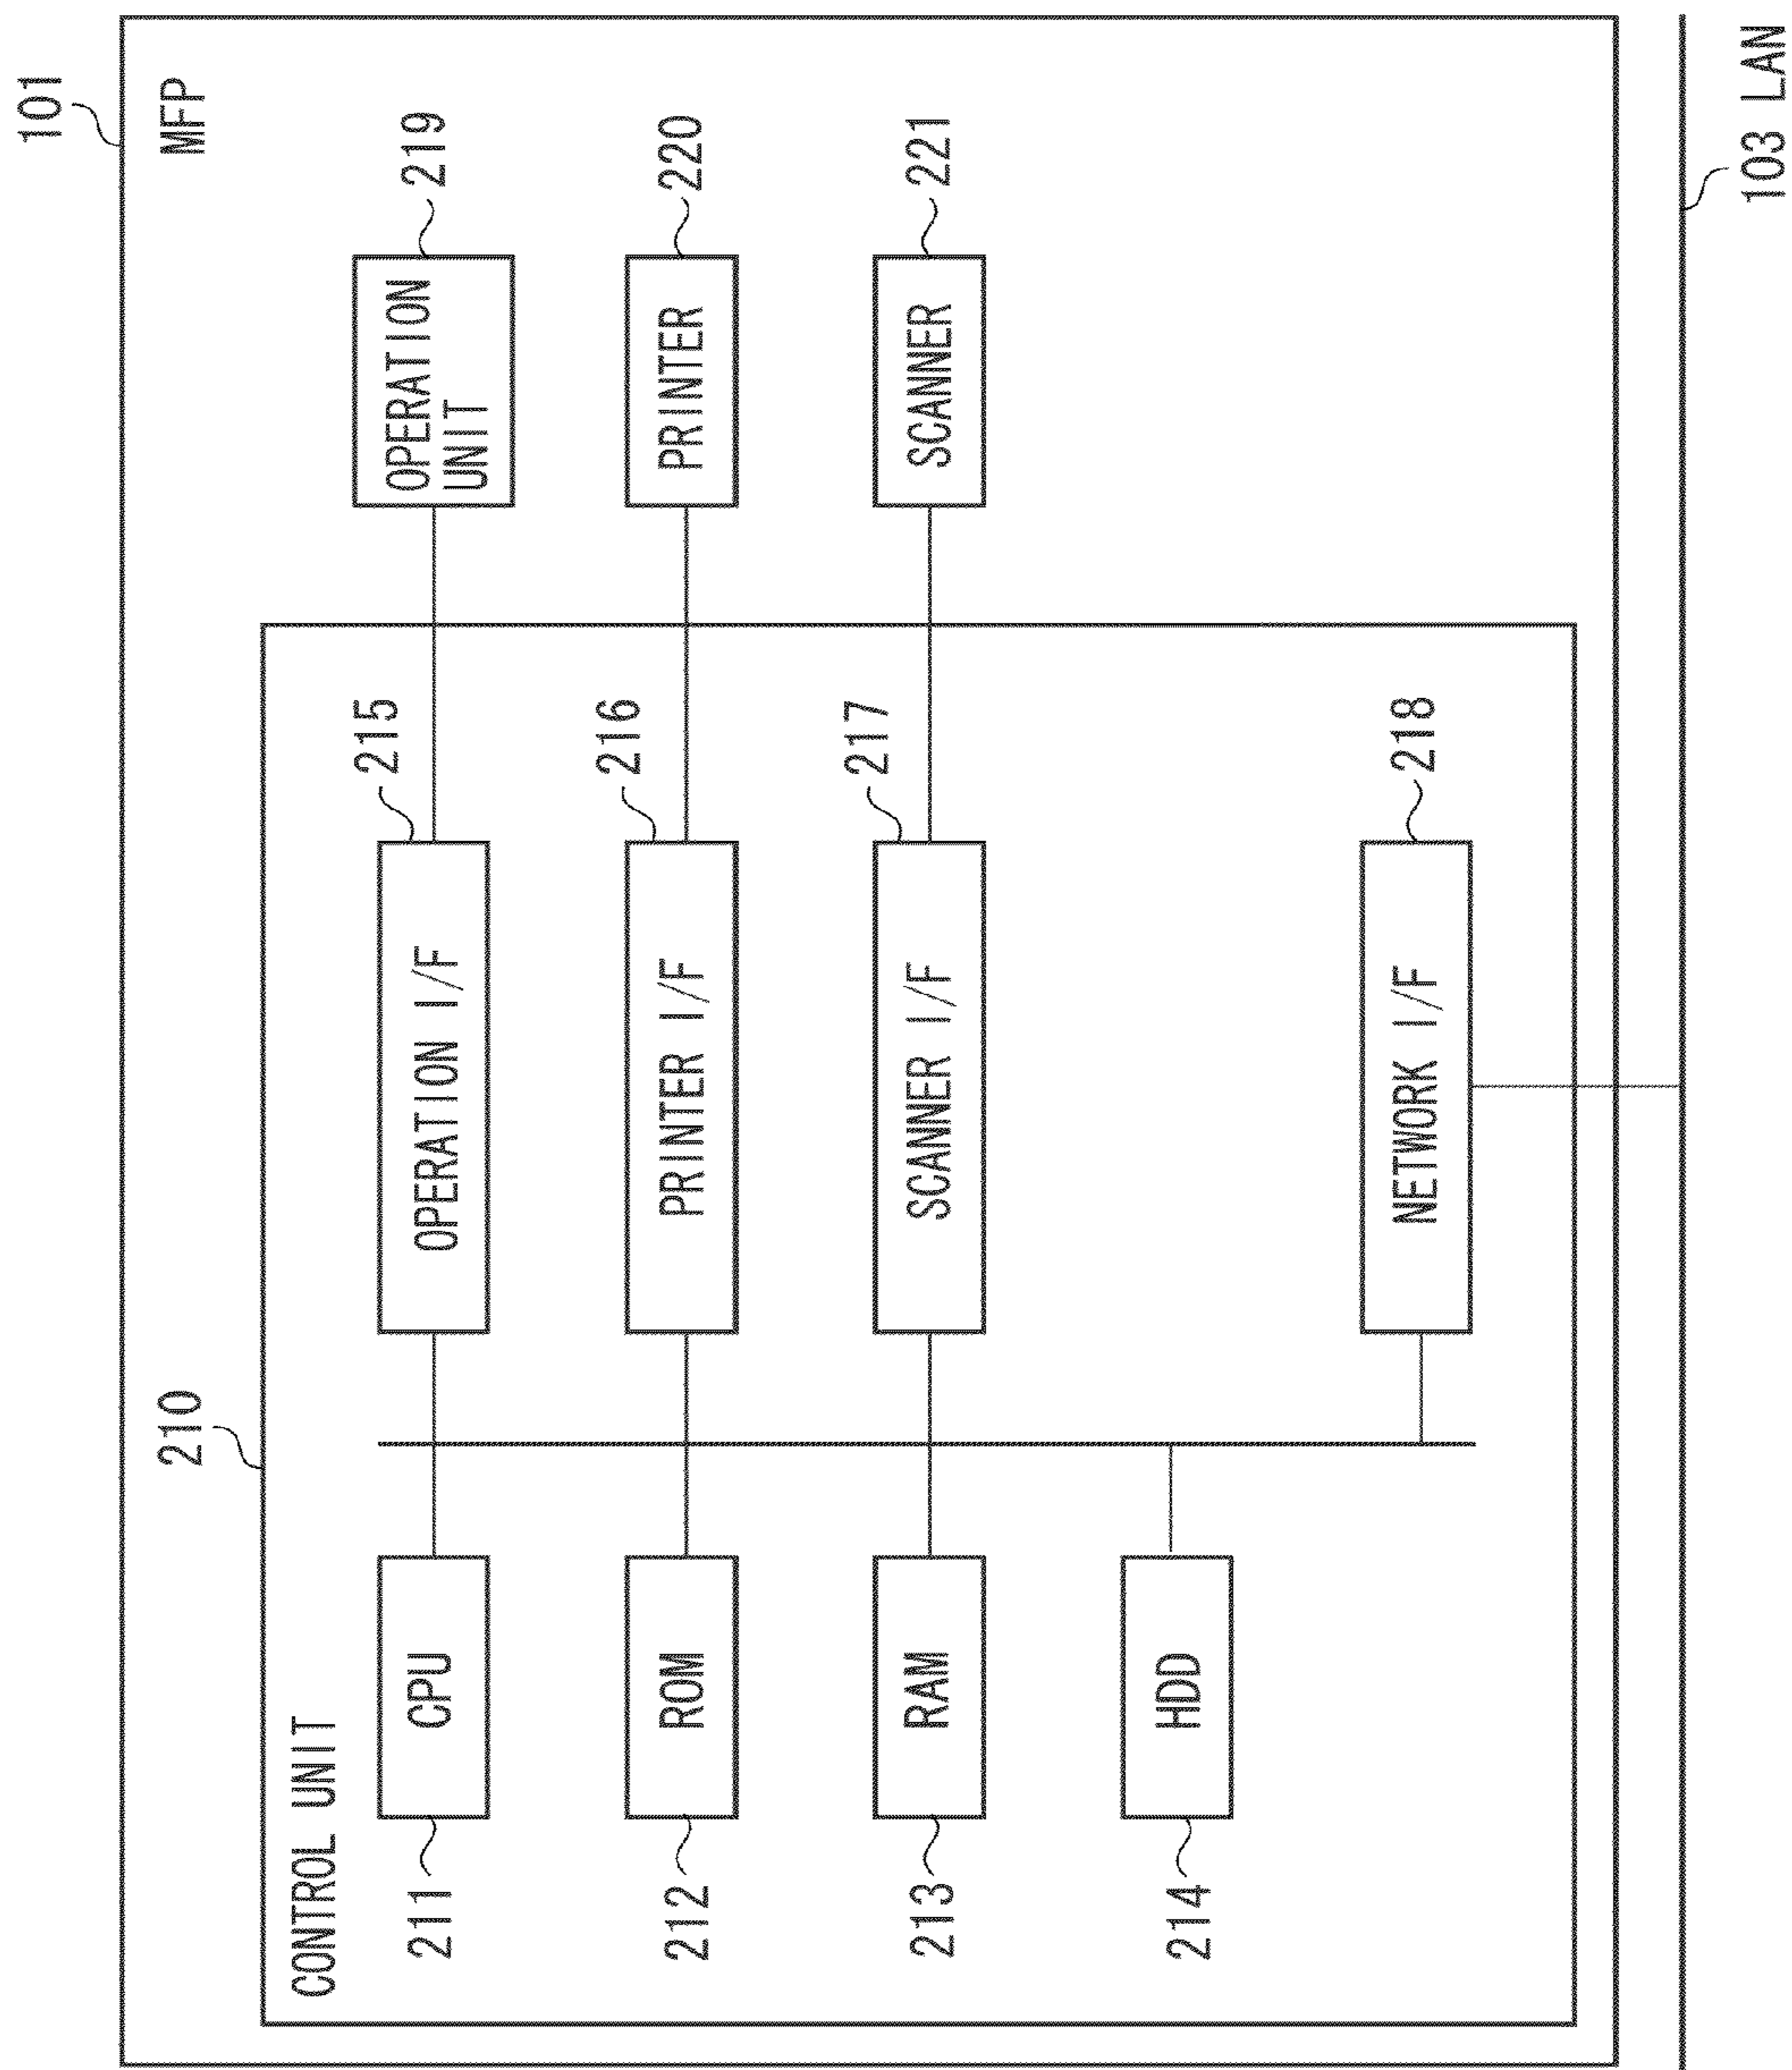 101
MFP
210
CONTROL UNIT
211
CPU
OPERATION I/F
215
OPERATION
UNIT
219
212
ROM
PRINTER I/F
216
PRINTER
220
213
RAM
SCANNER I/F
217
SCANNER
221
214
HDD
NETWORK I/F
218
103 LAN